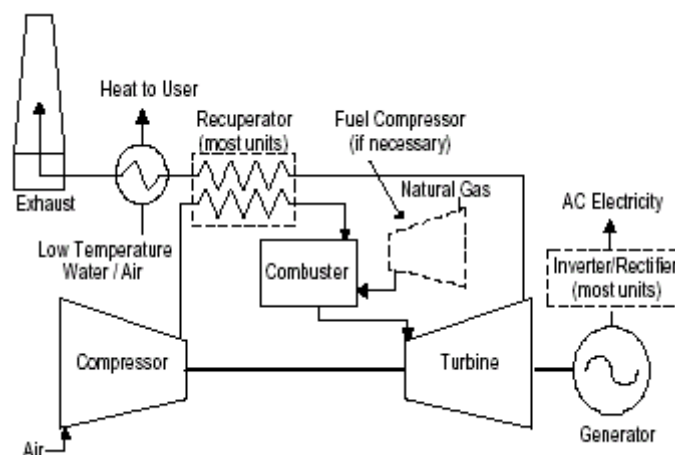 Heat to User
Recuperator
(most units)
Fuel Compressor
(if necessary)
Natural Gas
AC Electricity
Exhaust
Low Temperature
Water / Air
Combuster
Inverter/Rectifier
(most units)
Compressor
Turbine
Generator
Air